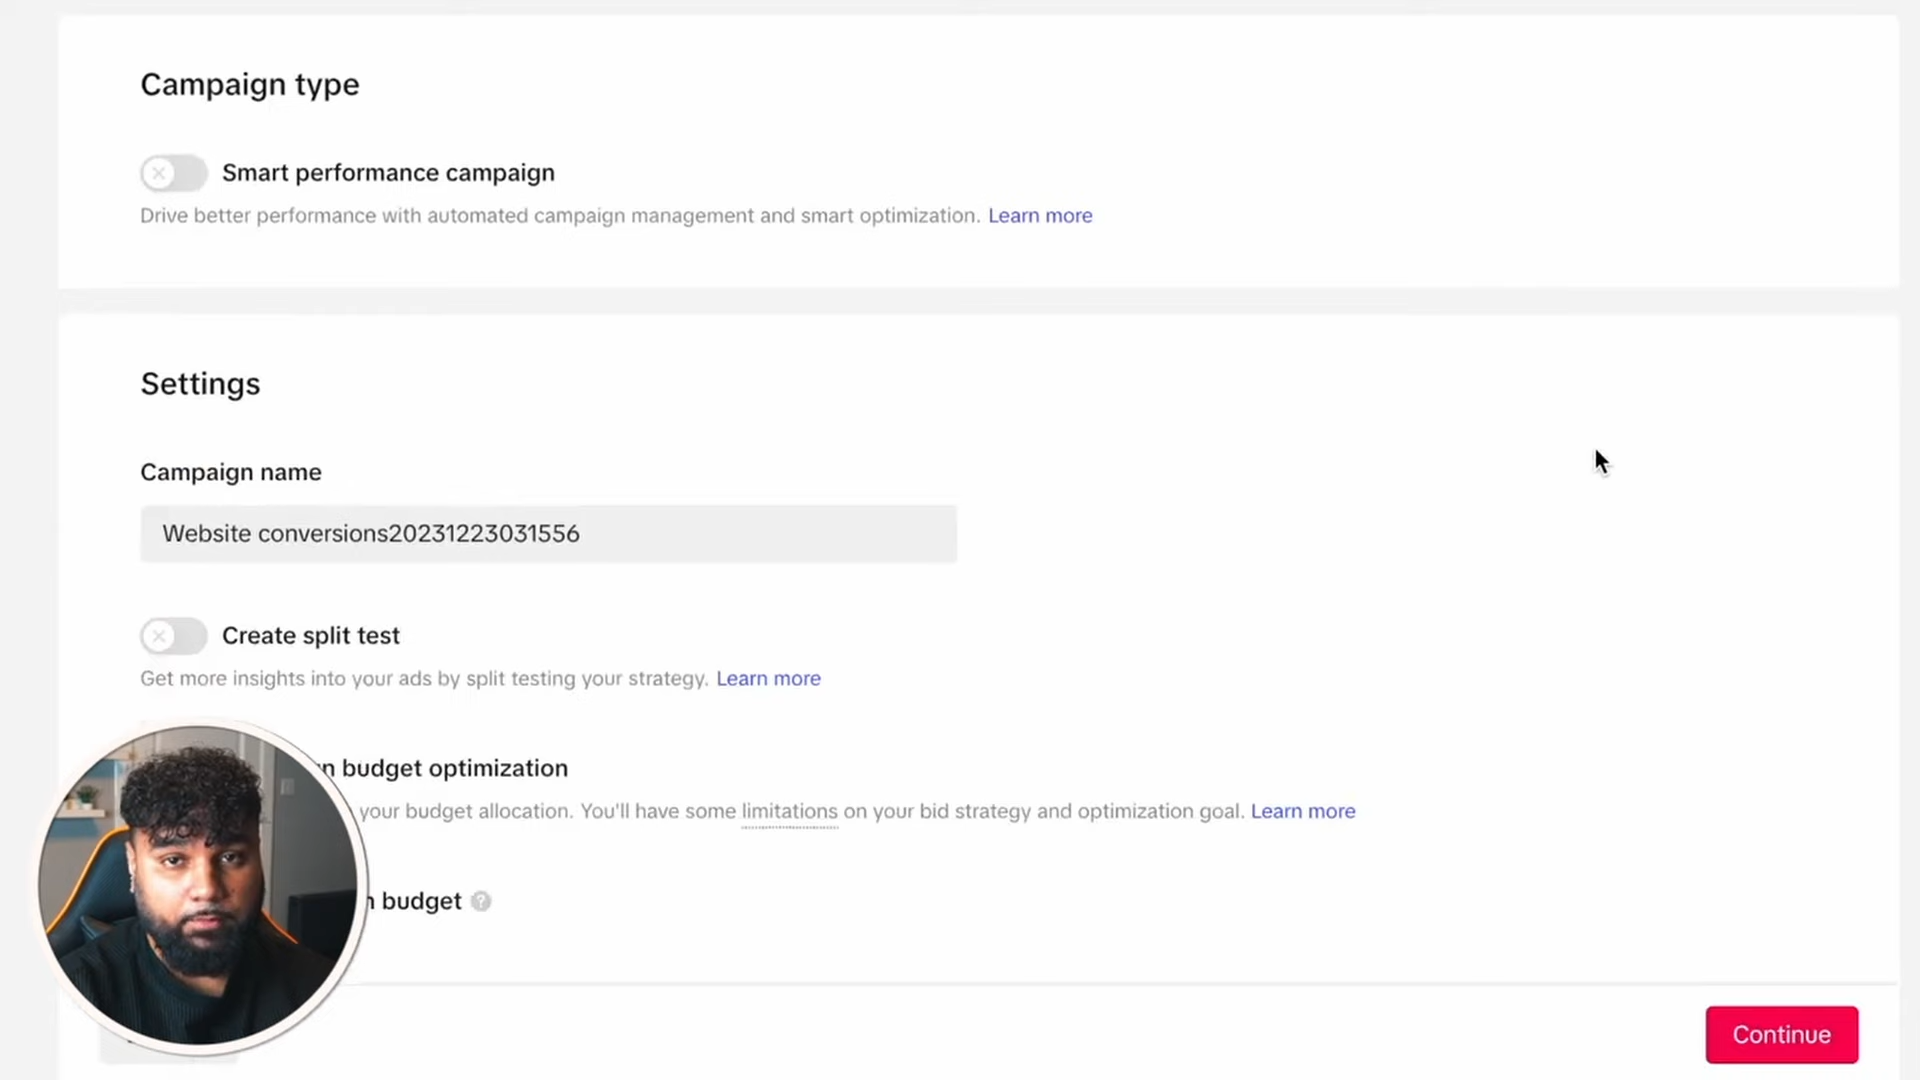 Campaign type
Smart performance campaign
Drive better performance with automated campaign management and smart optimization. Learn more
Settings
Campaign name
Website conversions20231223031556
Create split test
Get more insights into your ads by split testing your strategy. Learn more
budget optimization
your budget allocation. You'll have some limitations on your bid strategy and optimization goal. Learn more
budget ?
Continue